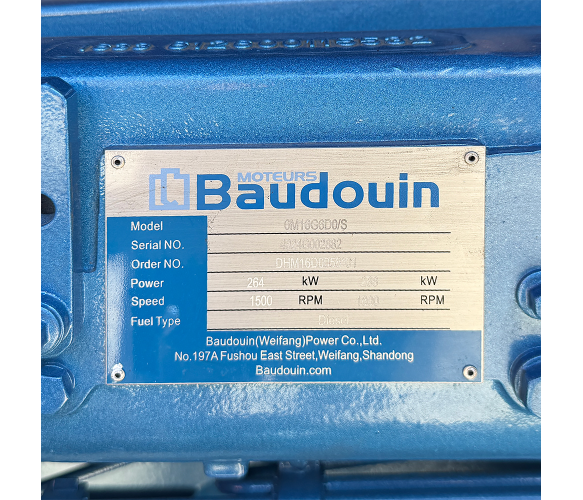 MOTEURS
Baudouin
Model
Serial NO.
Order NO.
Power 264 kW kW
Speed 1500 RPM RPM
Fuel Type Diesel
Baudouin(Weifang)Power Co.,Ltd.
No.197A Fushou East Street,Weifang,Shandong
Baudouin.com